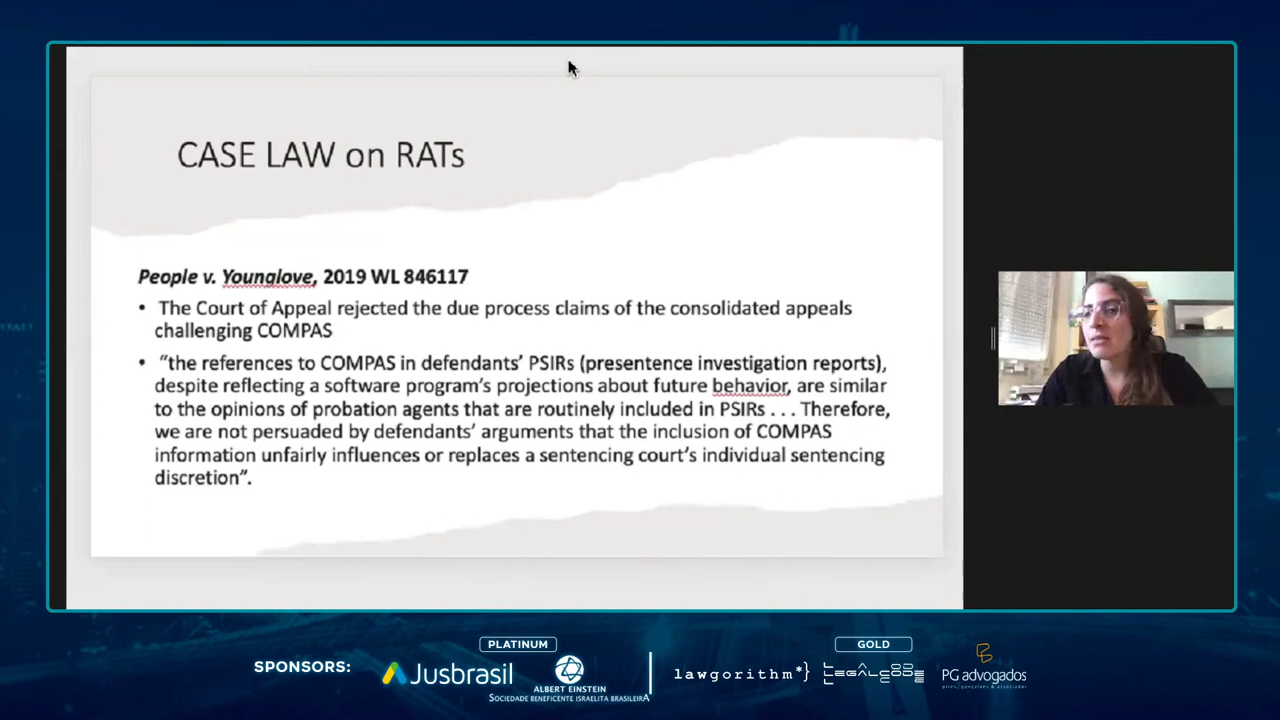 CASE LAW on RATs
People v. Younglove, 2019 WL 846117
• The Court of Appeal rejected the due process claims of the consolidated appeals
challenging COMPAS
• "the references to COMPAS in defendants' PSIRs (presentence investigation reports),
despite reflecting a software program's projections about future behavior, are similar
to the opinions of probation agents that are routinely included in PSIRs . . . Therefore,
we are not persuaded by defendants' arguments that the inclusion of COMPAS
information unfairly influences or replaces a sentencing court's individual sentencing
discretion".
SPONSORS:
PLATINUM
Jusbrasil
ALBERT EINSTEIN
SOCIEDADE BENEFICENTE ISRAELITA BRASILEIRA
lawgorithm*}
GOLD
LEGALCODE
PG advogados